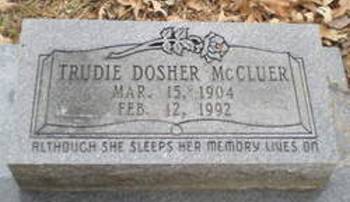 TRUDIE DOSHER McCLUER
MAR. 15, 1904
FEB. 12, 1992
ALTHOUGH SHE SLEEPS HER MEMORY LIVES ON